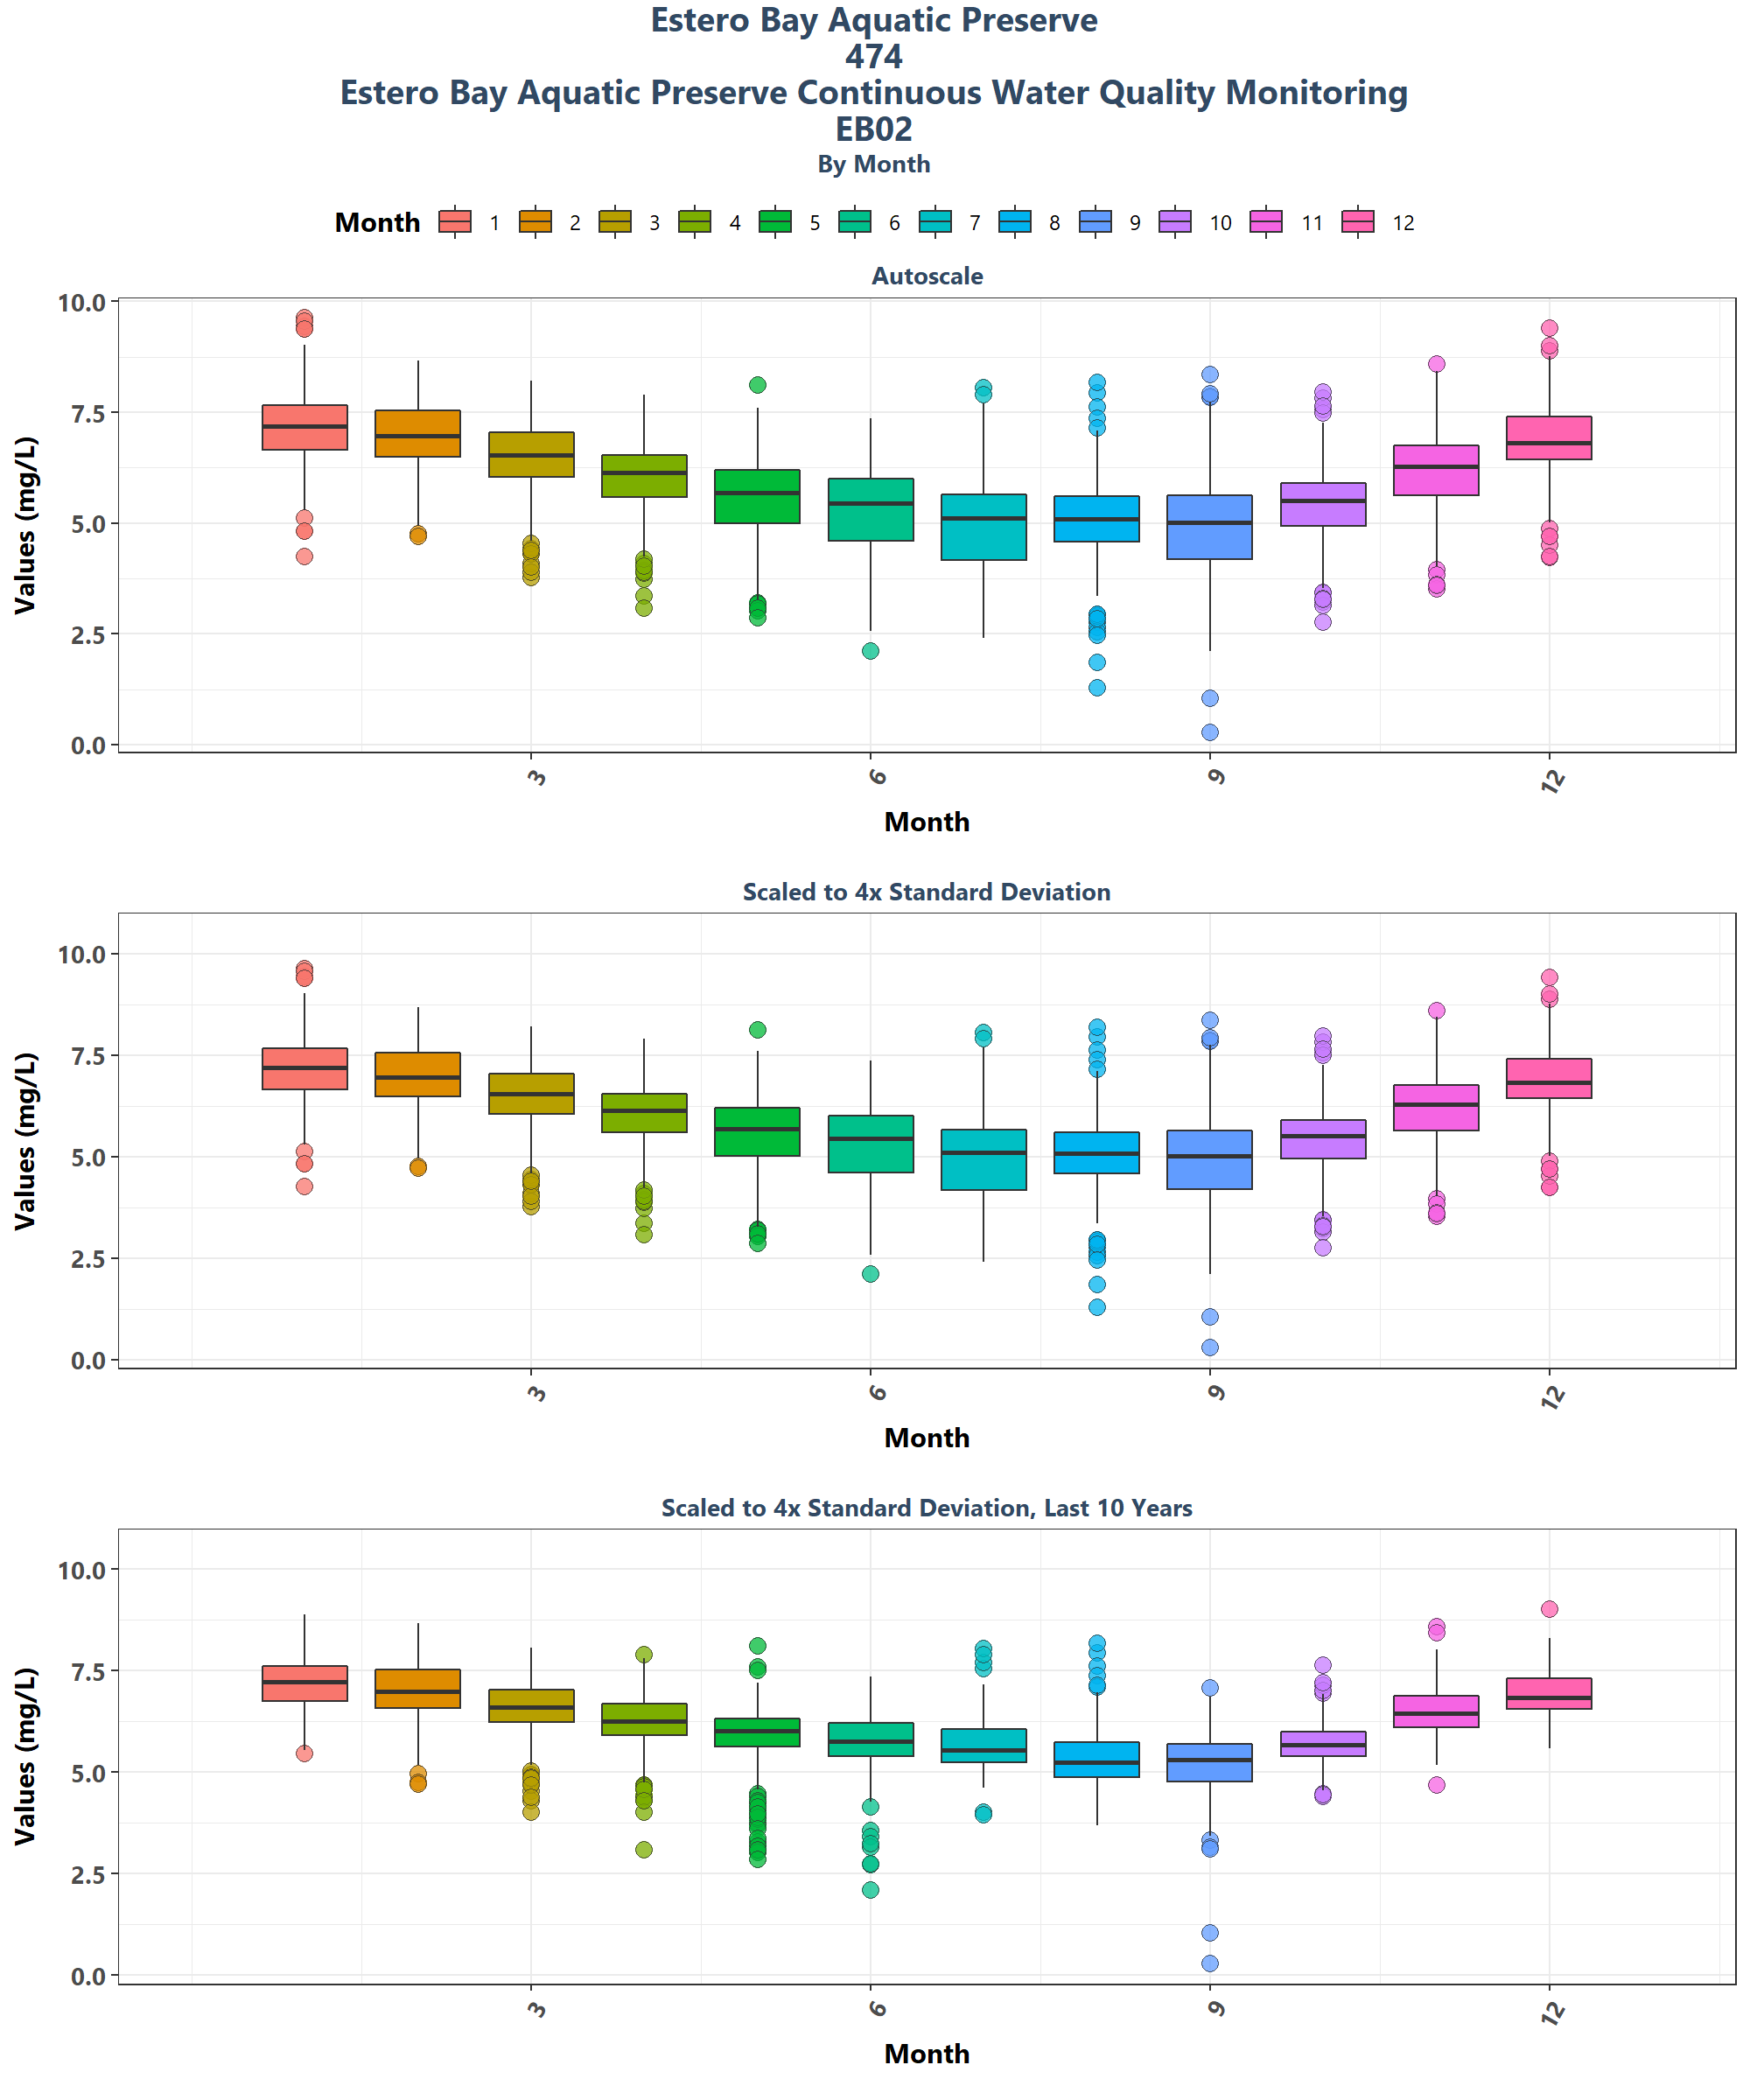 Estero Bay Aquatic Preserve
474
Estero Bay Aquatic Preserve Continuous Water Quality Monitoring
EB02
By Month
Month 1 2 3 4 5 6 7 8 9 10 11 12
Autoscale
Values (mg/L)
10.0
7.5
5.0
2.5
0.0
3 6 9 12
Month
Scaled to 4x Standard Deviation
Values (mg/L)
10.0
7.5
5.0
2.5
0.0
3 6 9 12
Month
Scaled to 4x Standard Deviation, Last 10 Years
Values (mg/L)
10.0
7.5
5.0
2.5
0.0
3 6 9 12
Month